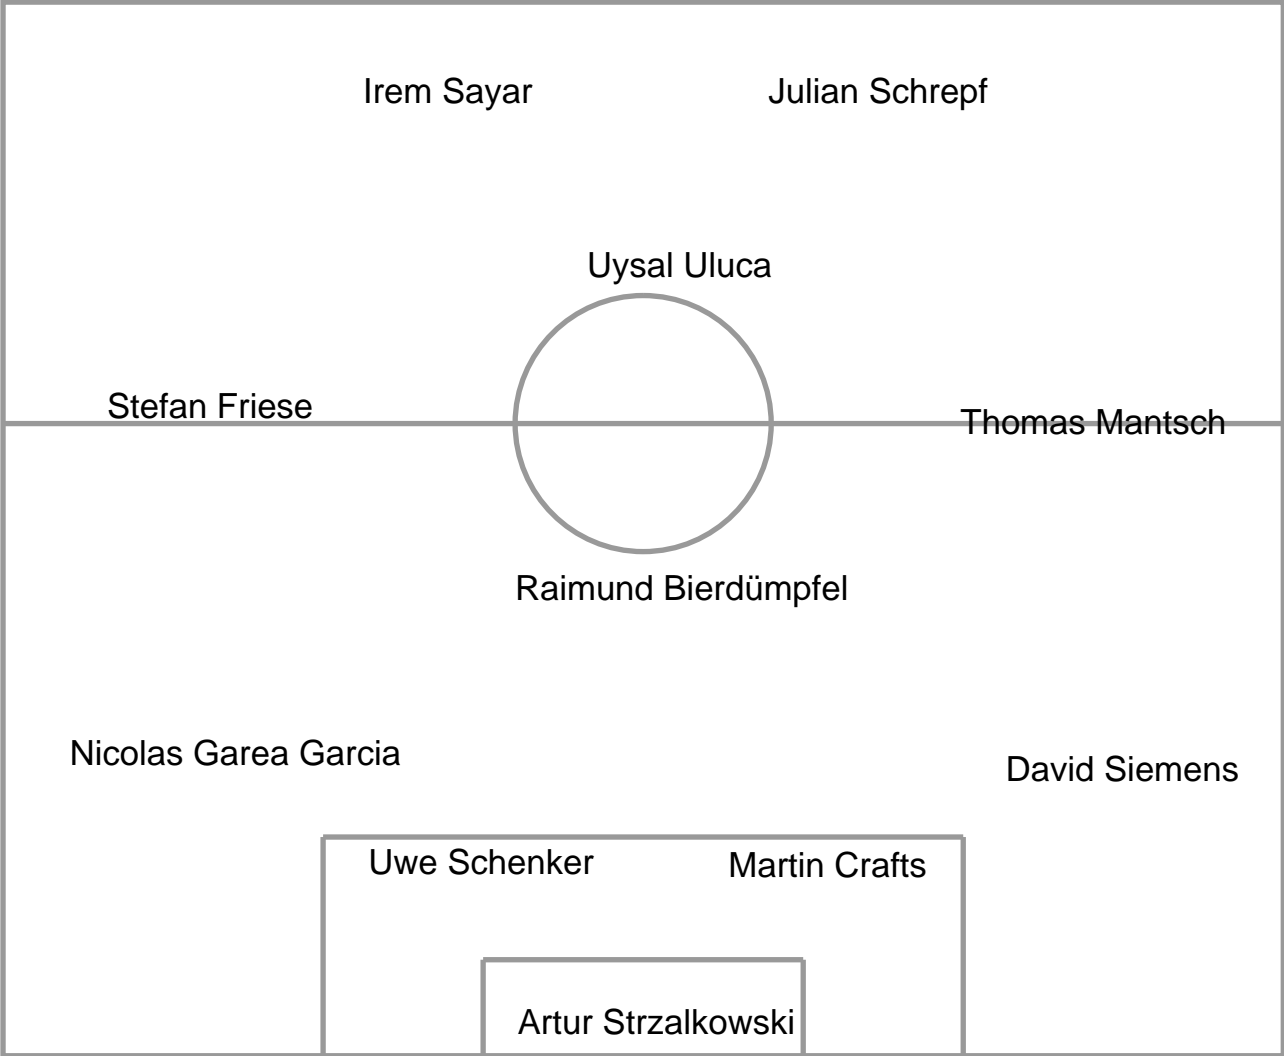 Irem Sayar
Julian Schrepf
Uysal Uluca
Stefan Friese
Thomas Mantsch
Raimund Bierdümpfel
Nicolas Garea Garcia
David Siemens
Uwe Schenker
Martin Crafts
Artur Strzalkowski